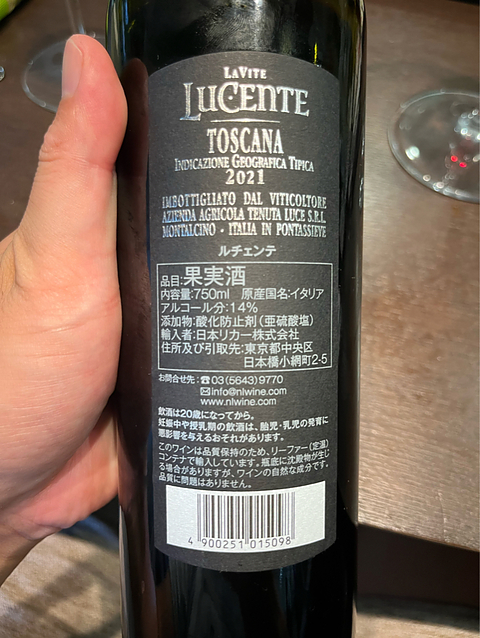 LAVITE
LUCENTE
TOSCANA
INDICAZIONE GEOGRAFICA TIPICA
2021
IMBOTTIGLIATO DAL VITICOLTORE
AZIENDA AGRICOLA TENUTA LUCE S.R.L.
MONTALCINO - ITALIA IN PONTASSIEVE
ルチェンテ
品目:果実酒
内容量:750ml 原産国名:イタリア
アルコール分:14%
添加物:酸化防止剤(亜硫酸塩)
輸入者:日本リカー株式会社
住所及び引取先:東京都中央区
日本橋小網町2-5
お問合せ先:☎03(5643)9770
✉info@nlwine.com
www.nlwine.com
飲酒は20歳になってから。
妊娠中や授乳期の飲酒は、胎児・乳児の発育に
悪影響を与えるおそれがあります。
このワインは品質保持のため、リーファー(定温)
コンテナで輸入しています。瓶底に沈殿物が生じ
る場合がありますが、ワインの自然な成分です。
品質に問題はありません。
4 900251 015098